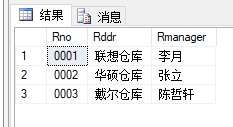 结果 消息
Rno Rddr Rmanager
1 0001 联想仓库 李月
2 0002 华硕仓库 张立
3 0003 戴尔仓库 陈哲轩